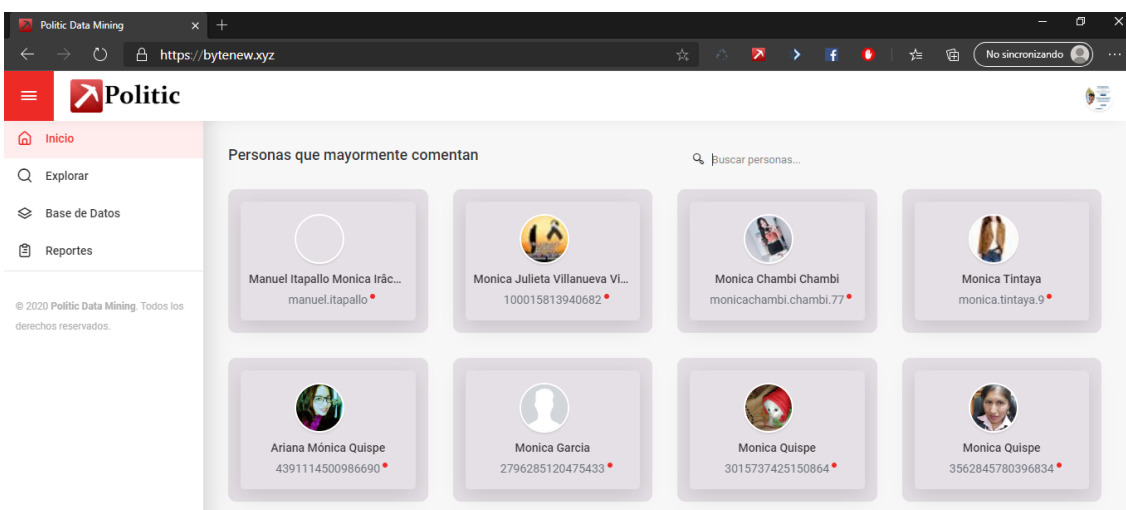 Politic Data Mining
https://bytenew.xyz
No sincronizando
Politic
Inicio
Explorar
Base de Datos
Reportes
© 2020 Politic Data Mining. Todos los
derechos reservados.
Personas que mayormente comentan
Buscar personas...
Manuel Itapallo Monica Irâc...
manuel.itapallo
Monica Julieta Villanueva Vi...
100015813940682
Monica Chambi Chambi
monicachambi.chambi.77
Monica Tintaya
monica.tintaya.9
Ariana Mónica Quispe
4391114500986690
Monica Garcia
2796285120475433
Monica Quispe
3015737425150864
Monica Quispe
3562845780396834